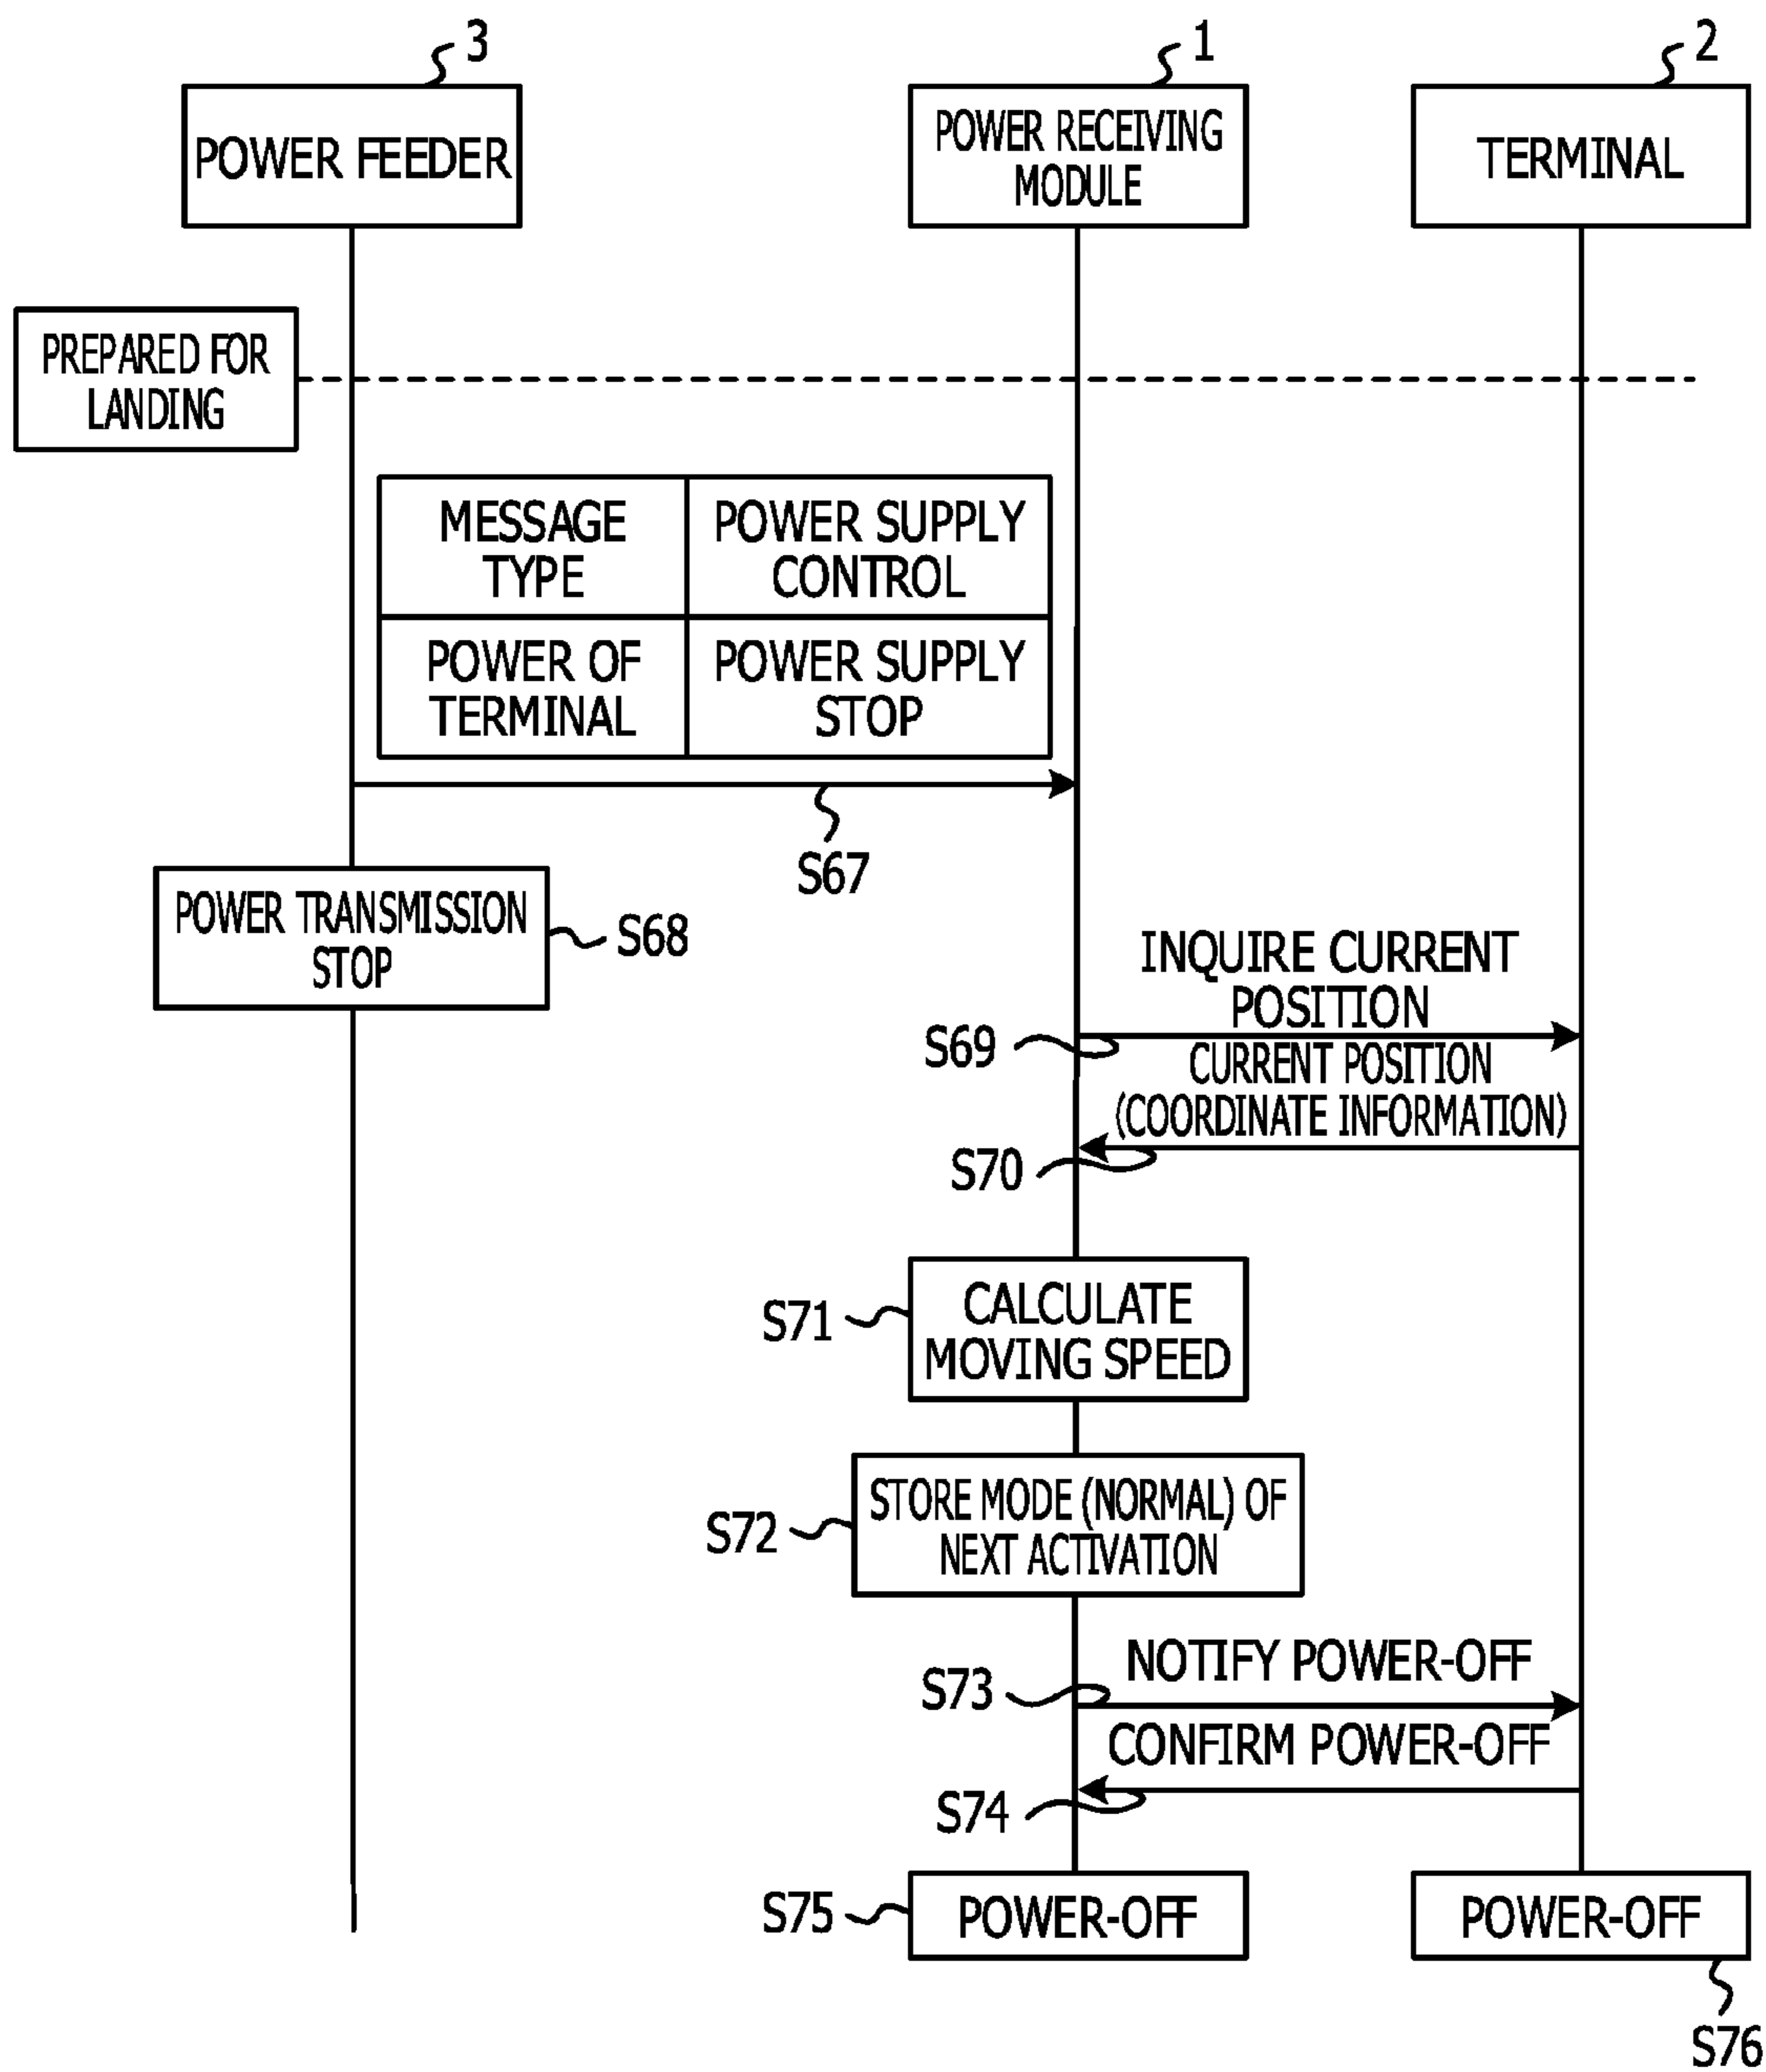 3
1
2
POWER FEEDER
POWER RECEIVING
MODULE
TERMINAL
PREPARED FOR
LANDING
MESSAGE
TYPE
POWER SUPPLY
CONTROL
POWER OF
TERMINAL
POWER SUPPLY
STOP
S67
POWER TRANSMISSION
STOP
S68
INQUIRE CURRENT
POSITION
S69
CURRENT POSITION
(COORDINATE INFORMATION)
S70
S71
CALCULATE
MOVING SPEED
S72
STORE MODE (NORMAL) OF
NEXT ACTIVATION
NOTIFY POWER-OFF
S73
CONFIRM POWER-OFF
S74
S75
POWER-OFF
POWER-OFF
S76